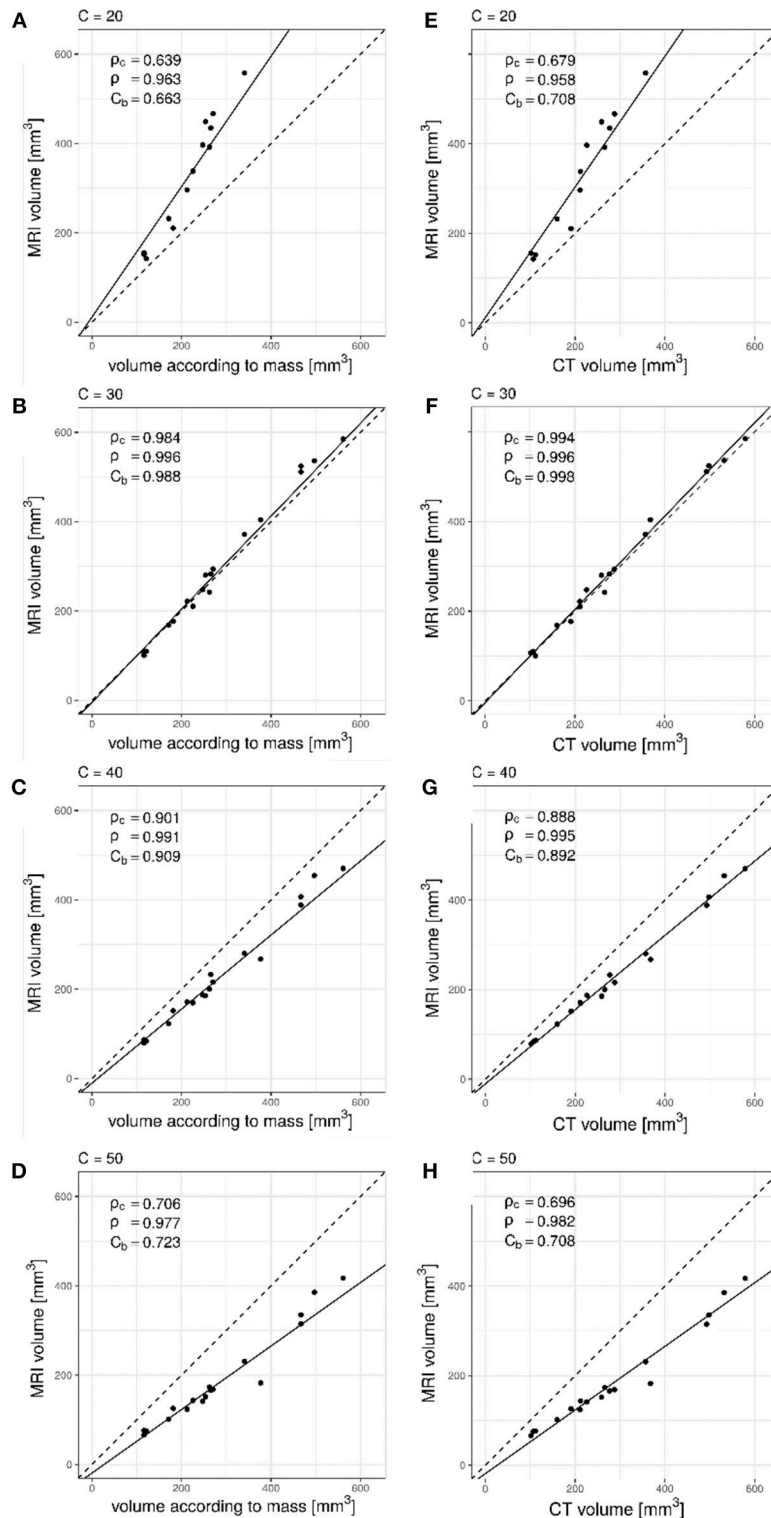 A
C = 20
ρc = 0.639
ρ = 0.963
Cb = 0.663
MRI volume [mm³]
600
400
200
0
0 200 400 600
volume according to mass [mm³]
E
C = 20
ρc = 0.679
ρ = 0.958
Cb = 0.708
MRI volume [mm³]
600
400
200
0
0 200 400 600
CT volume [mm³]
B
C = 30
ρc = 0.984
ρ = 0.996
Cb = 0.988
MRI volume [mm³]
600
400
200
0
0 200 400 600
volume according to mass [mm³]
F
C = 30
ρc = 0.994
ρ = 0.996
Cb = 0.998
MRI volume [mm³]
600
400
200
0
0 200 400 600
CT volume [mm³]
C
C = 40
ρc = 0.901
ρ = 0.991
Cb = 0.909
MRI volume [mm³]
600
400
200
0
0 200 400 600
volume according to mass [mm³]
G
C = 40
ρc = 0.888
ρ = 0.995
Cb = 0.892
MRI volume [mm³]
600
400
200
0
0 200 400 600
CT volume [mm³]
D
C = 50
ρc = 0.706
ρ = 0.977
Cb = 0.723
MRI volume [mm³]
600
400
200
0
0 200 400 600
volume according to mass [mm³]
H
C = 50
ρc = 0.696
ρ = 0.982
Cb = 0.708
MRI volume [mm³]
600
400
200
0
0 200 400 600
CT volume [mm³]